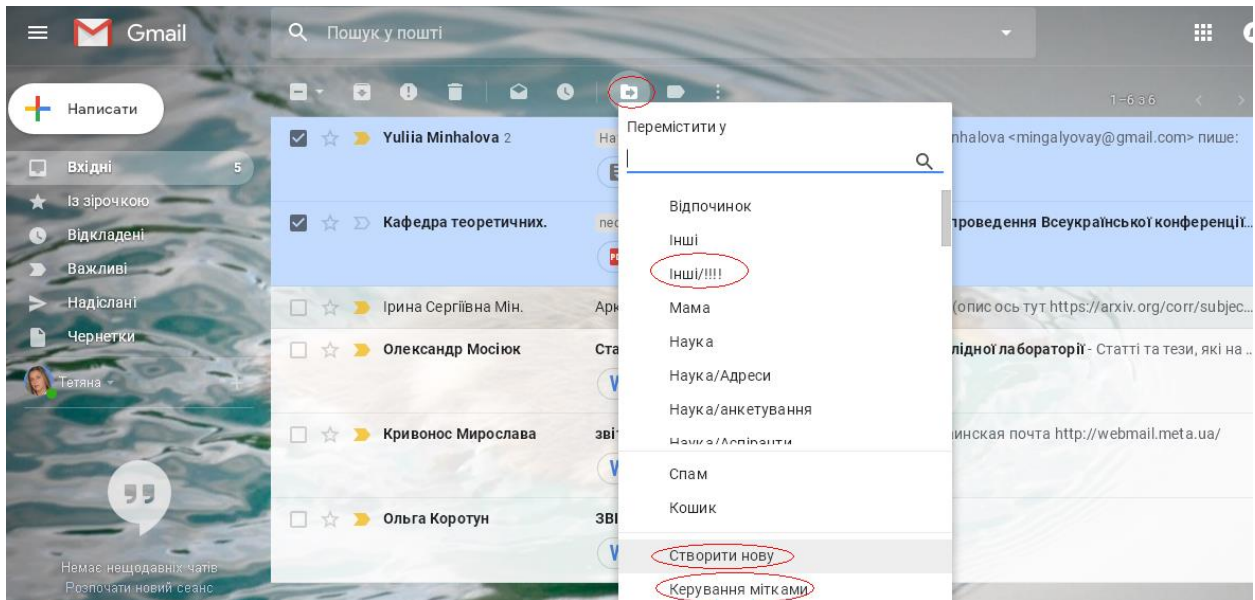 Gmail
Пошук у пошті
Написати
1–6 з 6
Перемістити у
Вхідні 5
Із зірочкою
Відкладені
Важливі
Надіслані
Чернетки
Тетяна
Немає нещодавніх чатів
Розпочати новий сеанс
Yuliia Minhalova 2
nhalova <mingalyovay@gmail.com> пише:
Кафедра теоретичних.
проведення Всеукраїнської конференції...
Ірина Сергіївна Мін.
(опис ось тут https://arxiv.org/corr/subjec...
Олександр Мосіюк
лідної лабораторії - Статті та тези, які на ...
Кривонос Мирослава
инская почта http://webmail.meta.ua/
Ольга Коротун
Відпочинок
Інші
Інші/!!!!
Мама
Наука
Наука/Адреси
Наука/анкетування
Наука/Аспіранти
Спам
Кошик
Створити нову
Керування мітками